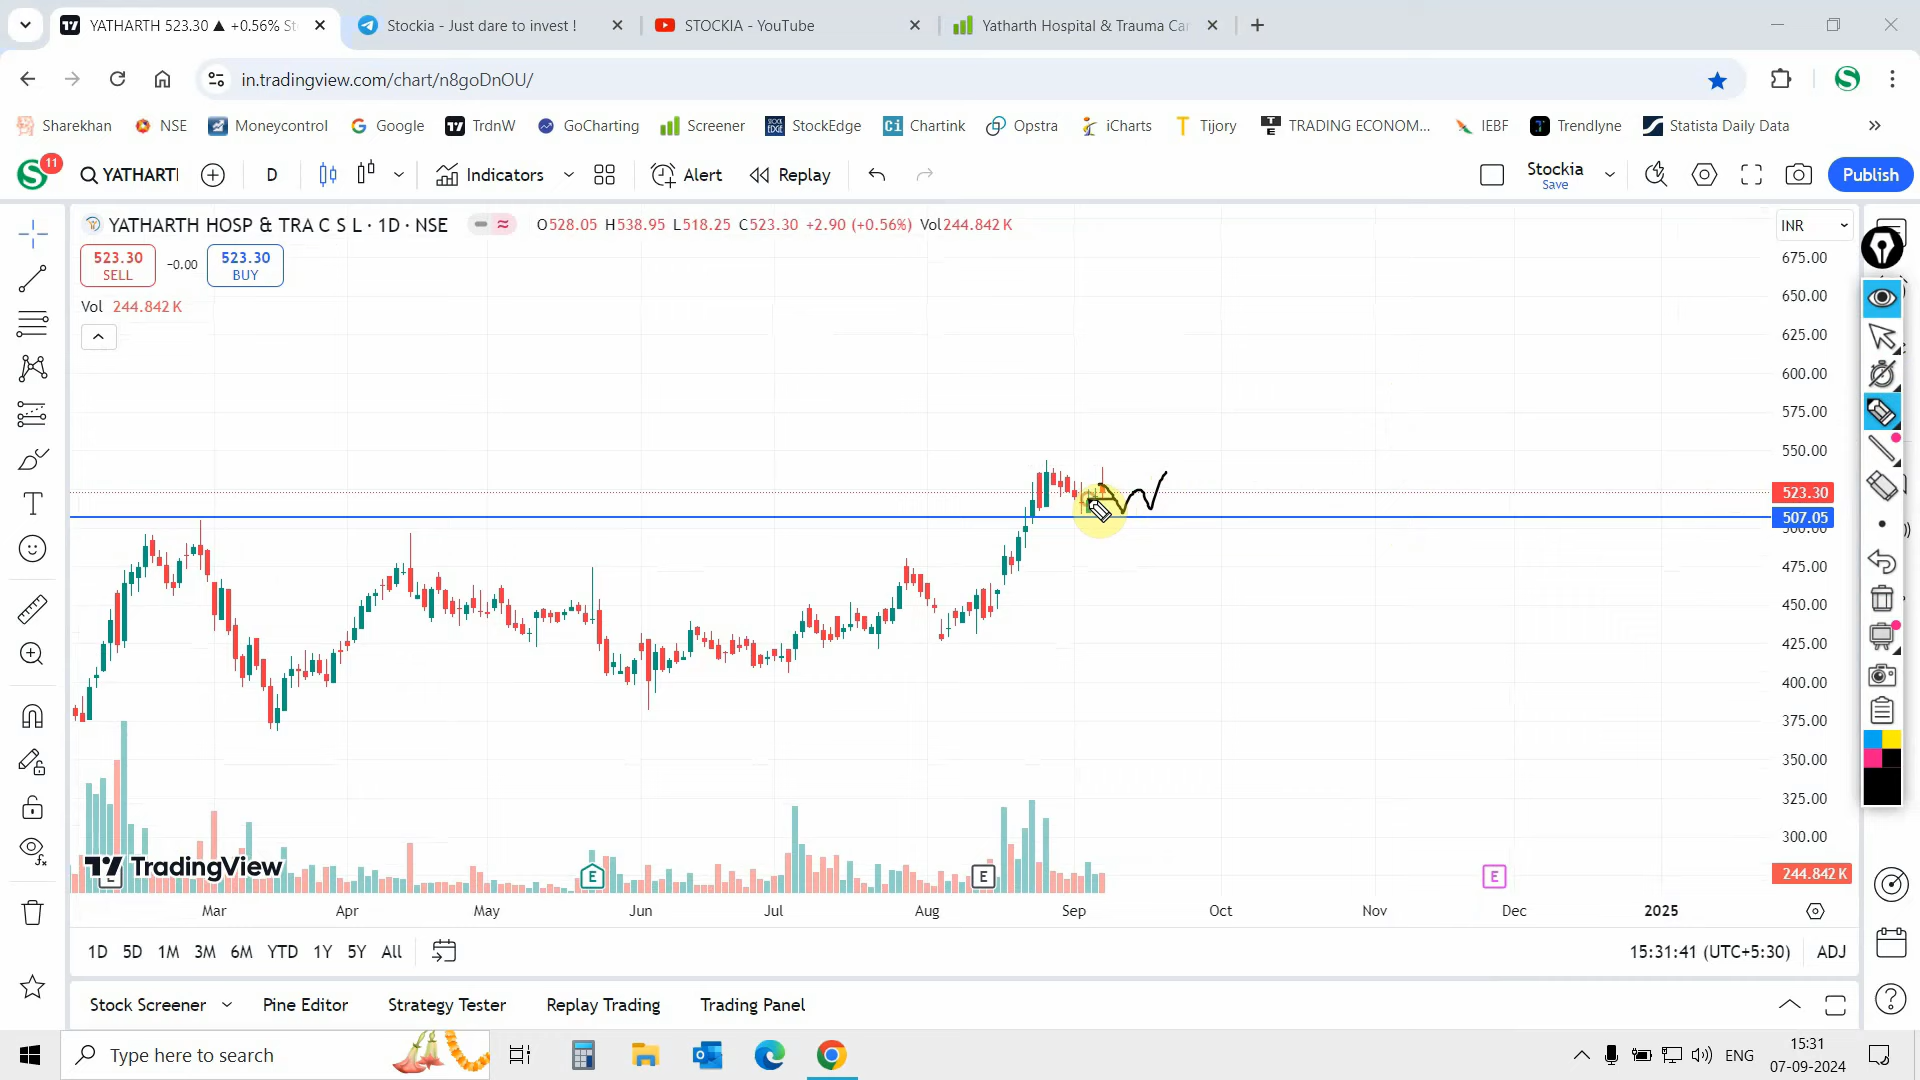 YATHARTH 523.30 ▲ +0.56% St
Stockia - Just dare to invest !
STOCKIA - YouTube
Yatharth Hospital & Trauma Car
in.tradingview.com/chart/n8goDnOU/
Sharekhan
NSE
Moneycontrol
Google
TrdnW
GoCharting
Screener
StockEdge
Chartink
Opstra
iCharts
Tijory
TRADING ECONOM...
IEBF
Trendlyne
Statista Daily Data
11
YATHARTH
D
Indicators
Alert
Replay
Stockia
Save
Publish
YATHARTH HOSP & TRA C S L · 1D · NSE
O528.05 H538.95 L518.25 C523.30 +2.90 (+0.56%) Vol244.842 K
INR
523.30
SELL
−0.00
523.30
BUY
Vol 244.842 K
675.00
650.00
625.00
600.00
575.00
550.00
523.30
507.05
500.00
475.00
450.00
425.00
400.00
375.00
350.00
325.00
300.00
244.842 K
TradingView
E
E
E
E
Mar
Apr
May
Jun
Jul
Aug
Sep
Oct
Nov
Dec
2025
1D 5D 1M 3M 6M YTD 1Y 5Y All
15:31:41 (UTC+5:30)
ADJ
Stock Screener
Pine Editor
Strategy Tester
Replay Trading
Trading Panel
Type here to search
ENG
15:31
07-09-2024